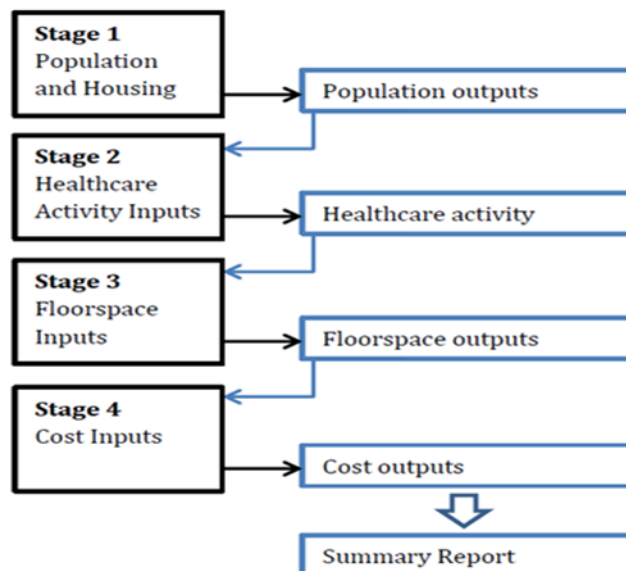 Stage 1
Population
and Housing
Population outputs
Stage 2
Healthcare
Activity Inputs
Healthcare activity
Stage 3
Floorspace
Inputs
Floorspace outputs
Stage 4
Cost Inputs
Cost outputs
Summary Report